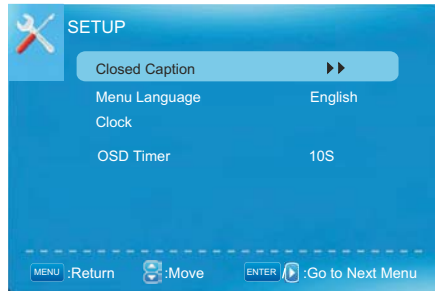 SETUP
Closed Caption
Menu Language English
Clock
OSD Timer 10S
MENU :Return :Move ENTER / :Go to Next Menu